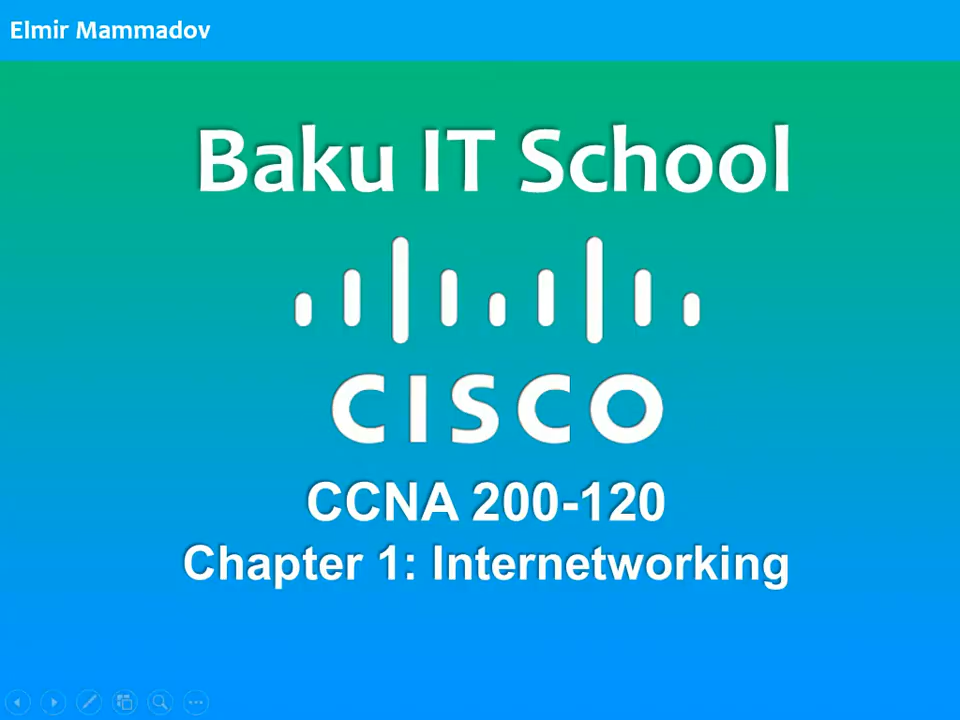 Elmir Mammadov
Baku IT School
CISCO
CCNA 200-120
Chapter 1: Internetworking